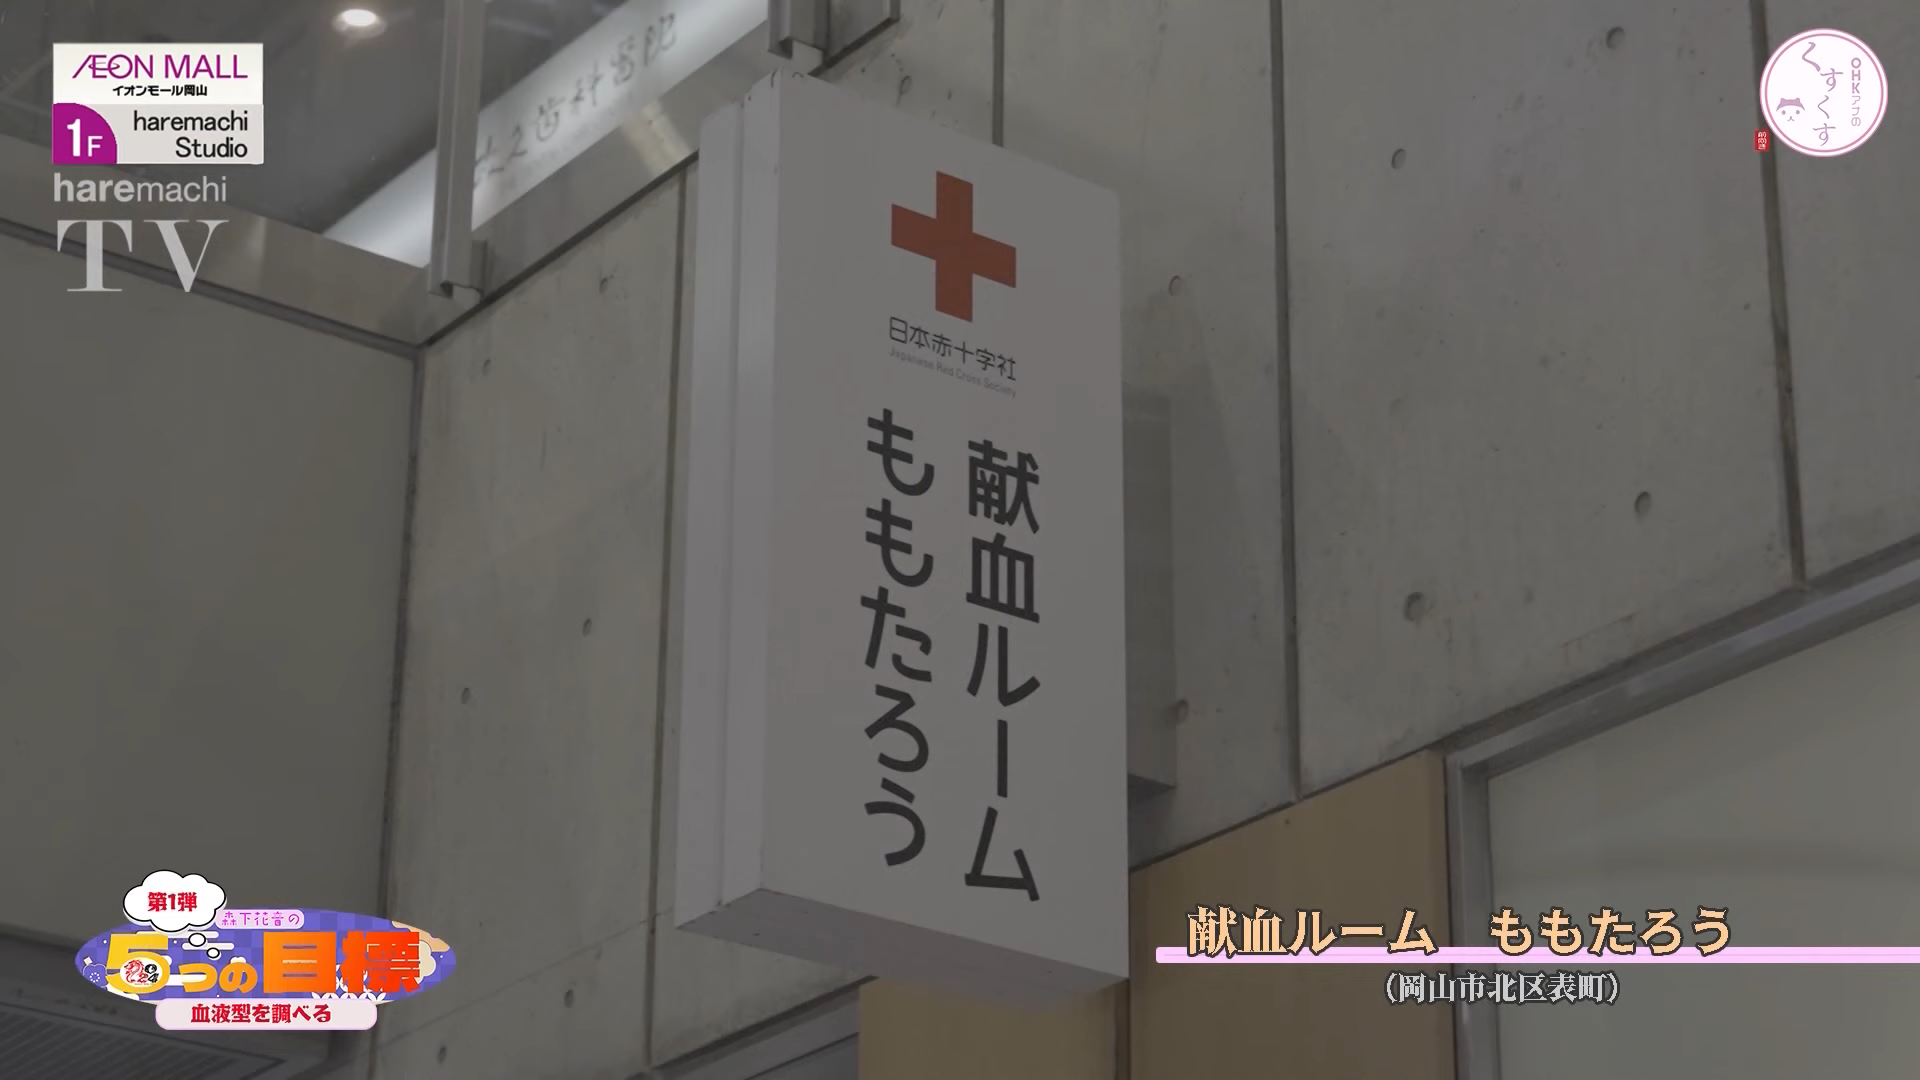 ÆON MALL
イオンモール岡山
1F
haremachi
Studio
haremachi
TV
OHKアナの
くすくす
日本赤十字社
Japanese Red Cross Society
献血ルーム
ももたろう
第1弾
森下花音の
5つの目標
血液型を調べる
献血ルーム ももたろう
(岡山市北区表町)